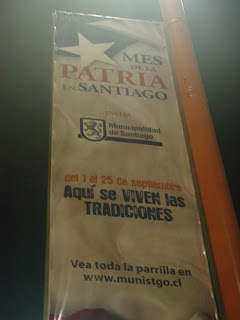 MES
DE LA
PATRIA
EN SANTIAGO
INVITA
Municipalidad
de Santiago
del 1 al 25 de septiembre
Aquí se VIVEN las
TRADICIONES
Vea toda la parrilla en
www.munistgo.cl